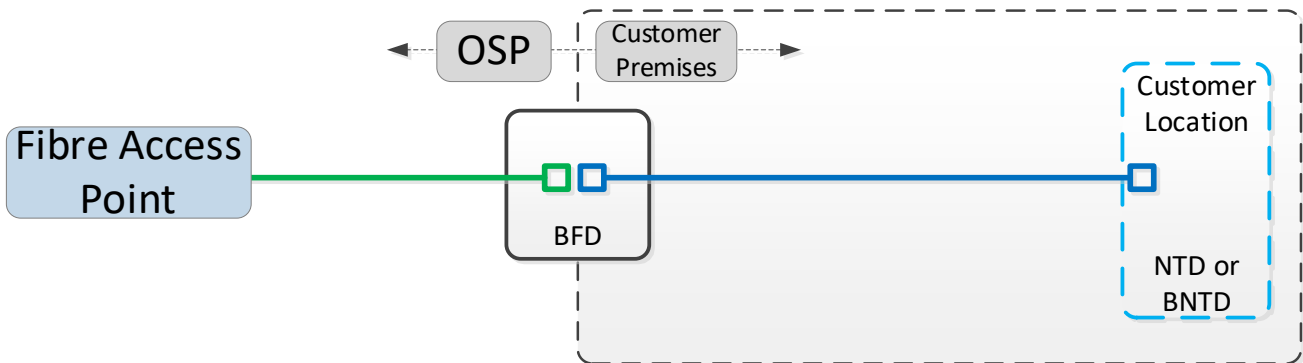 OSP
Customer
Premises
Fibre Access
Point
BFD
Customer
Location
NTD or
BNTD